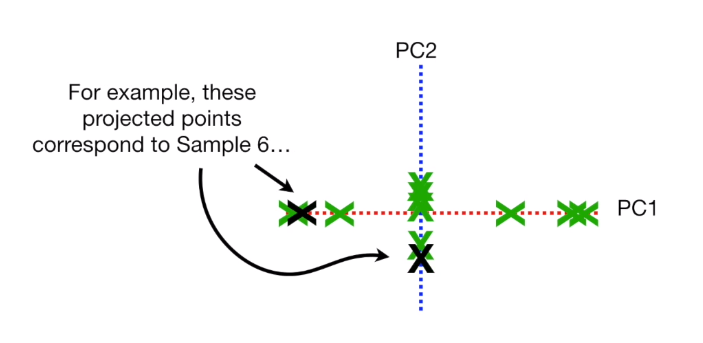 PC2
For example, these
projected points
correspond to Sample 6…
PC1